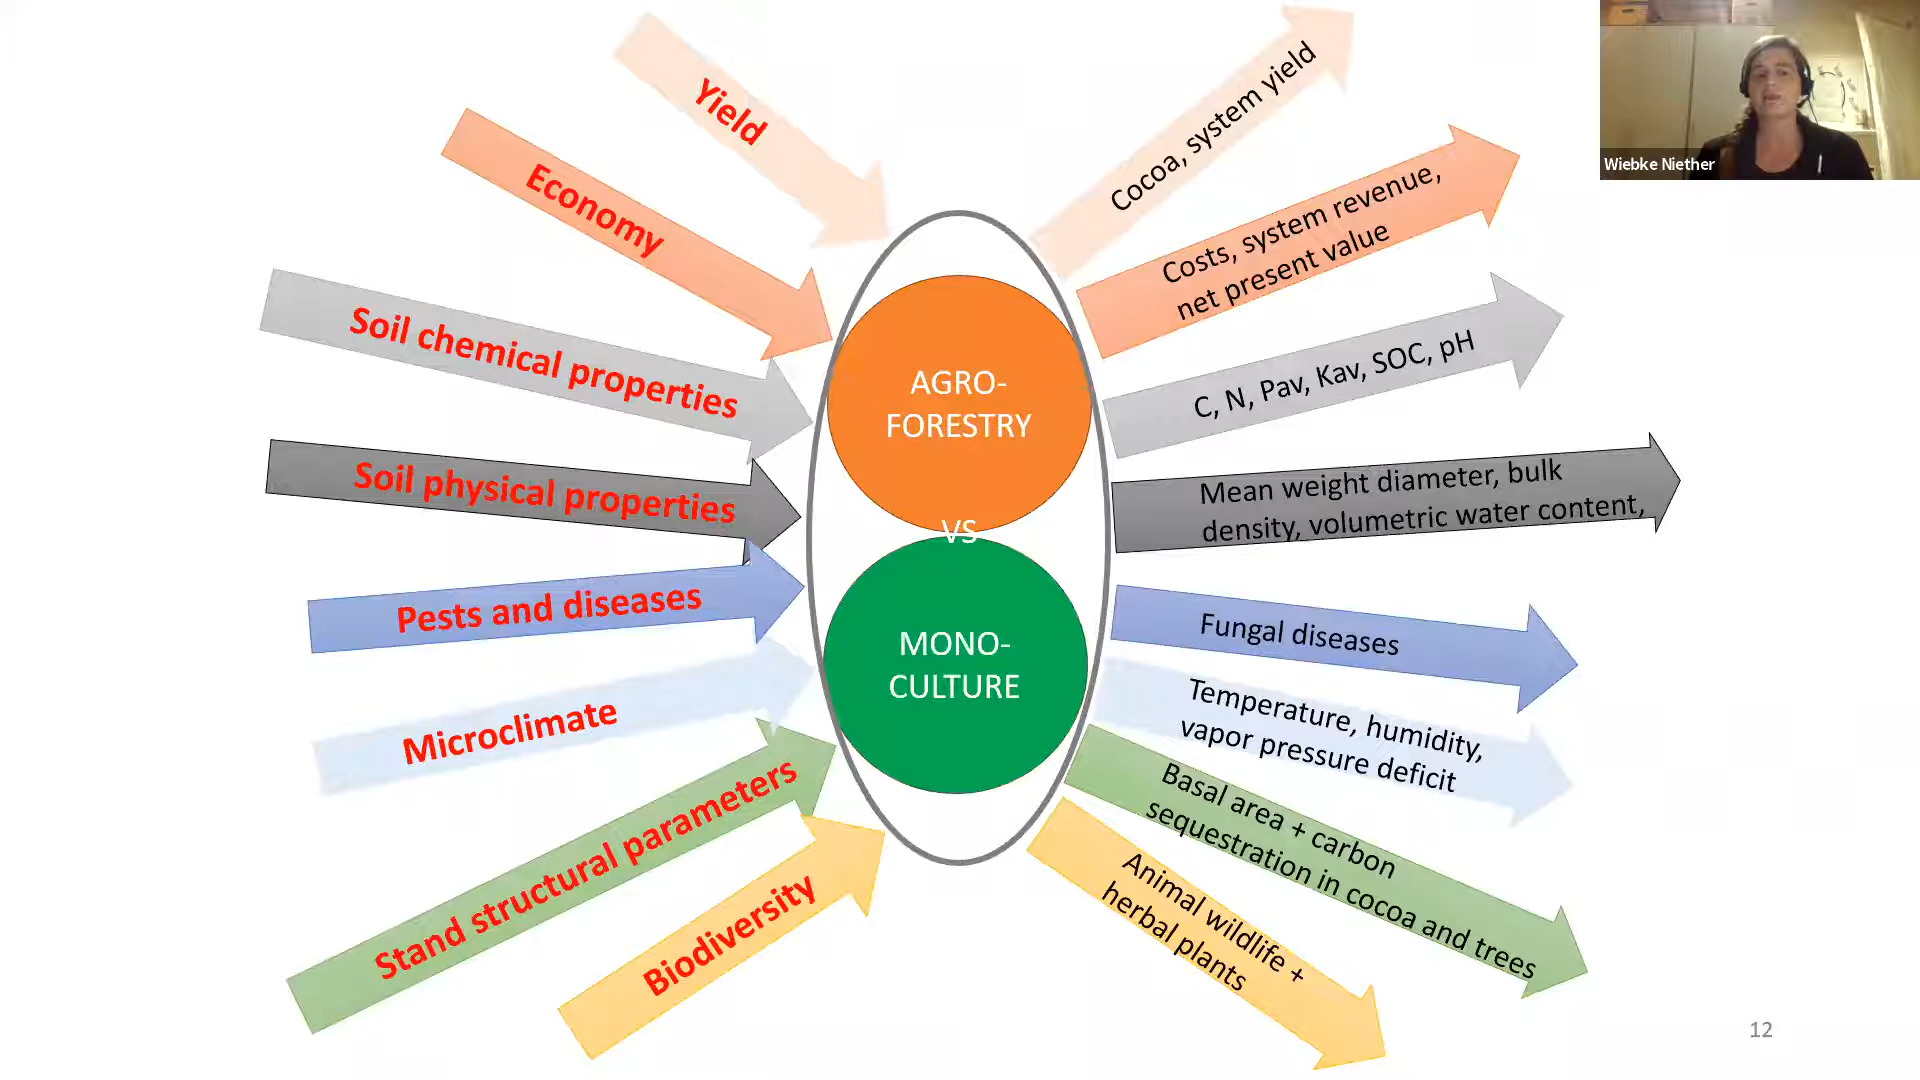 Yield
Economy
Soil chemical properties
Soil physical properties
Pests and diseases
Microclimate
Stand structural parameters
Biodiversity
AGRO-
FORESTRY
VS
MONO-
CULTURE
Cocoa, system yield
Costs, system revenue,
net present value
C, N, Pav, Kav, SOC, pH
Mean weight diameter, bulk
density, volumetric water content,
Fungal diseases
Temperature, humidity,
vapor pressure deficit
Basal area + carbon
sequestration in cocoa and trees
Animal wildlife +
herbal plants
Wiebke Niether
12